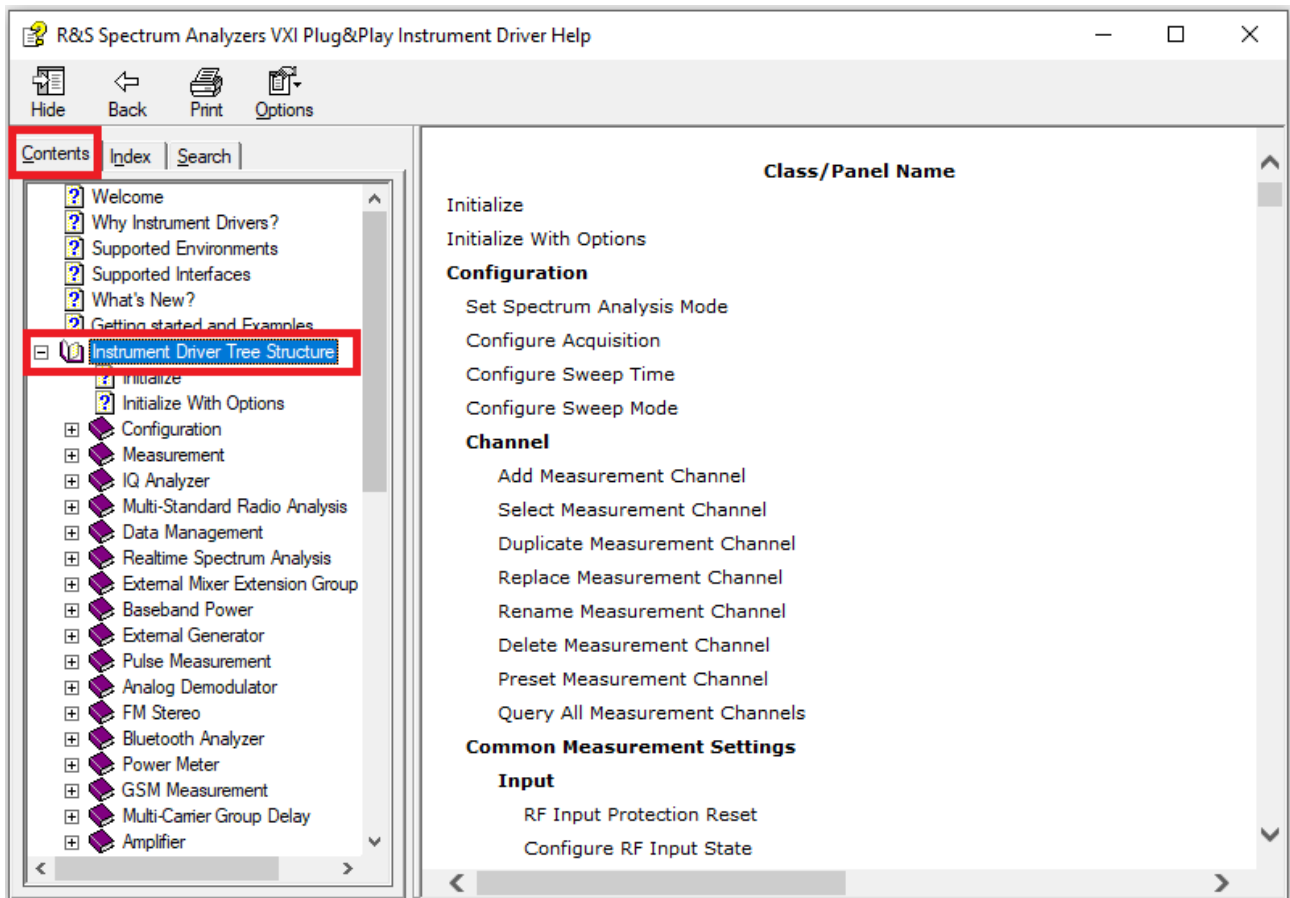 R&S Spectrum Analyzers VXI Plug&Play Instrument Driver Help
Hide Back Print Options
Contents Index Search
Welcome
Why Instrument Drivers?
Supported Environments
Supported Interfaces
What's New?
Getting started and Examples
Instrument Driver Tree Structure
Initialize
Initialize With Options
Configuration
Measurement
IQ Analyzer
Multi-Standard Radio Analysis
Data Management
Realtime Spectrum Analysis
External Mixer Extension Group
Baseband Power
External Generator
Pulse Measurement
Analog Demodulator
FM Stereo
Bluetooth Analyzer
Power Meter
GSM Measurement
Multi-Carrier Group Delay
Amplifier
Class/Panel Name
Initialize
Initialize With Options
Configuration
Set Spectrum Analysis Mode
Configure Acquisition
Configure Sweep Time
Configure Sweep Mode
Channel
Add Measurement Channel
Select Measurement Channel
Duplicate Measurement Channel
Replace Measurement Channel
Rename Measurement Channel
Delete Measurement Channel
Preset Measurement Channel
Query All Measurement Channels
Common Measurement Settings
Input
RF Input Protection Reset
Configure RF Input State